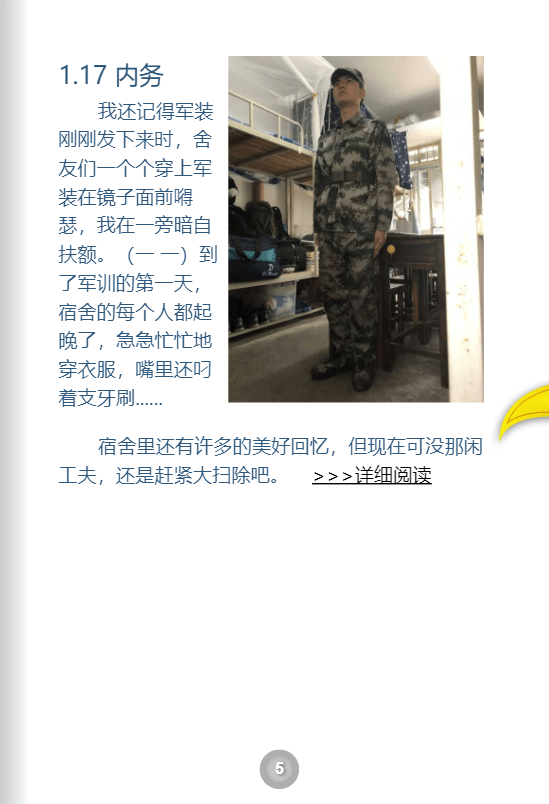 1.17 内务
我还记得军装
刚刚发下来时，舍
友们一个个穿上军
装在镜子面前嘚
瑟，我在一旁暗自
扶额。（一 一）到
了军训的第一天，
宿舍的每个人都起
晚了，急急忙忙地
穿衣服，嘴里还叼
着支牙刷......
宿舍里还有许多的美好回忆，但现在可没那闲
工夫，还是赶紧大扫除吧。 >>>详细阅读
5